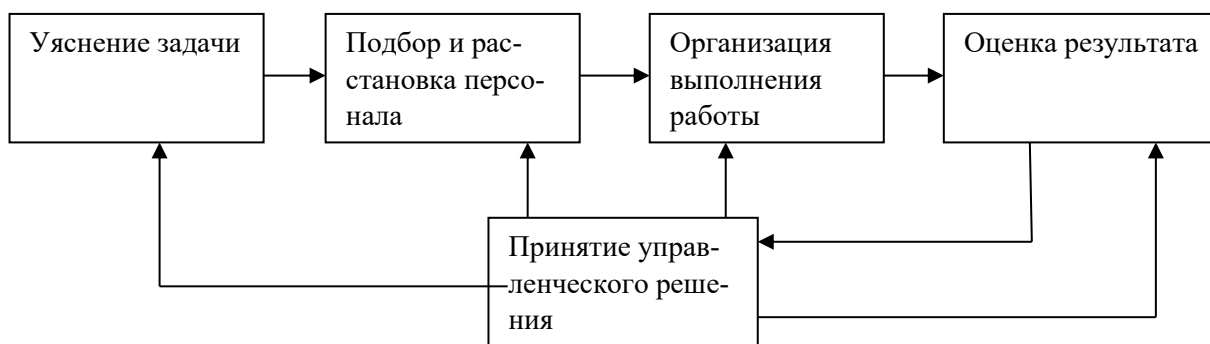 Уяснение задачи
Подбор и рас-
становка персо-
нала
Организация
выполнения
работы
Оценка результата
Принятие управ-
ленческого реше-
ния